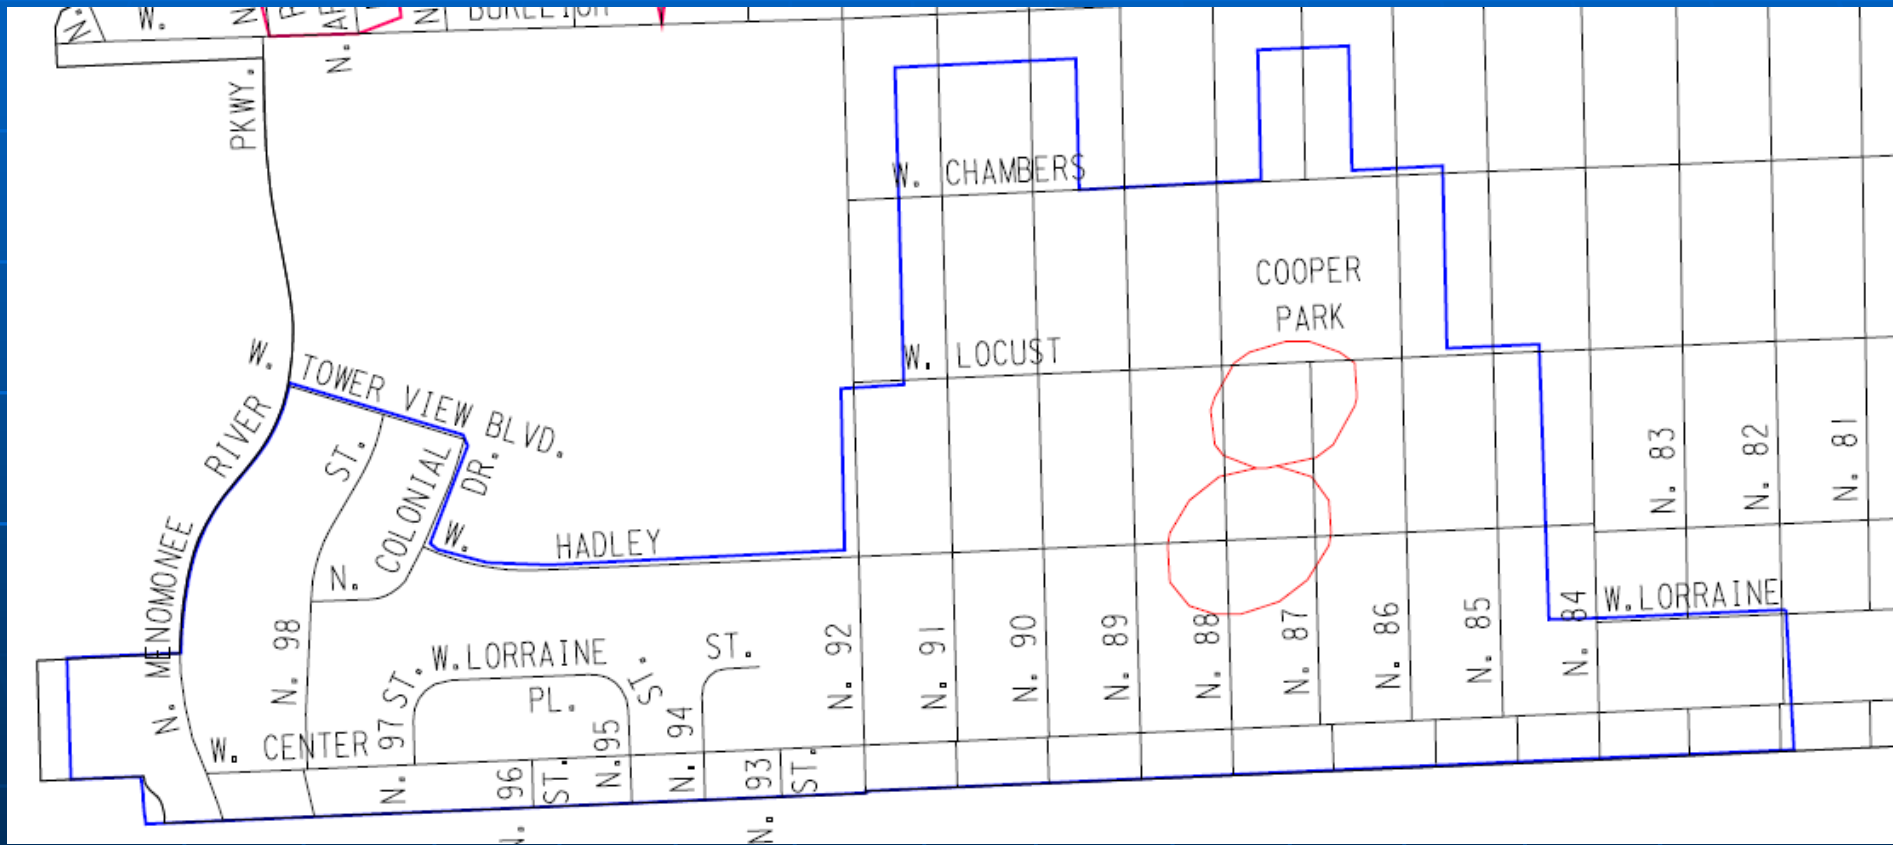 N.
W.
N.
N.
N.
BURLEIGH
PKWY.
W. CHAMBERS
COOPER
PARK
W. LOCUST
W. TOWER VIEW BLVD.
N. MENOMONEE RIVER
ST.
N. COLONIAL DR.
W. HADLEY
N. 98
N. 97 ST.
W.LORRAINE
PL.
N. 96 ST.
N.95 ST.
N. 94
ST.
N. 93 ST.
W. CENTER
N. 92
N. 91
N. 90
N. 89
N. 88
N. 87
N. 86
N. 85
N. 84
W.LORRAINE
N. 83
N. 82
N. 81
N.
N.